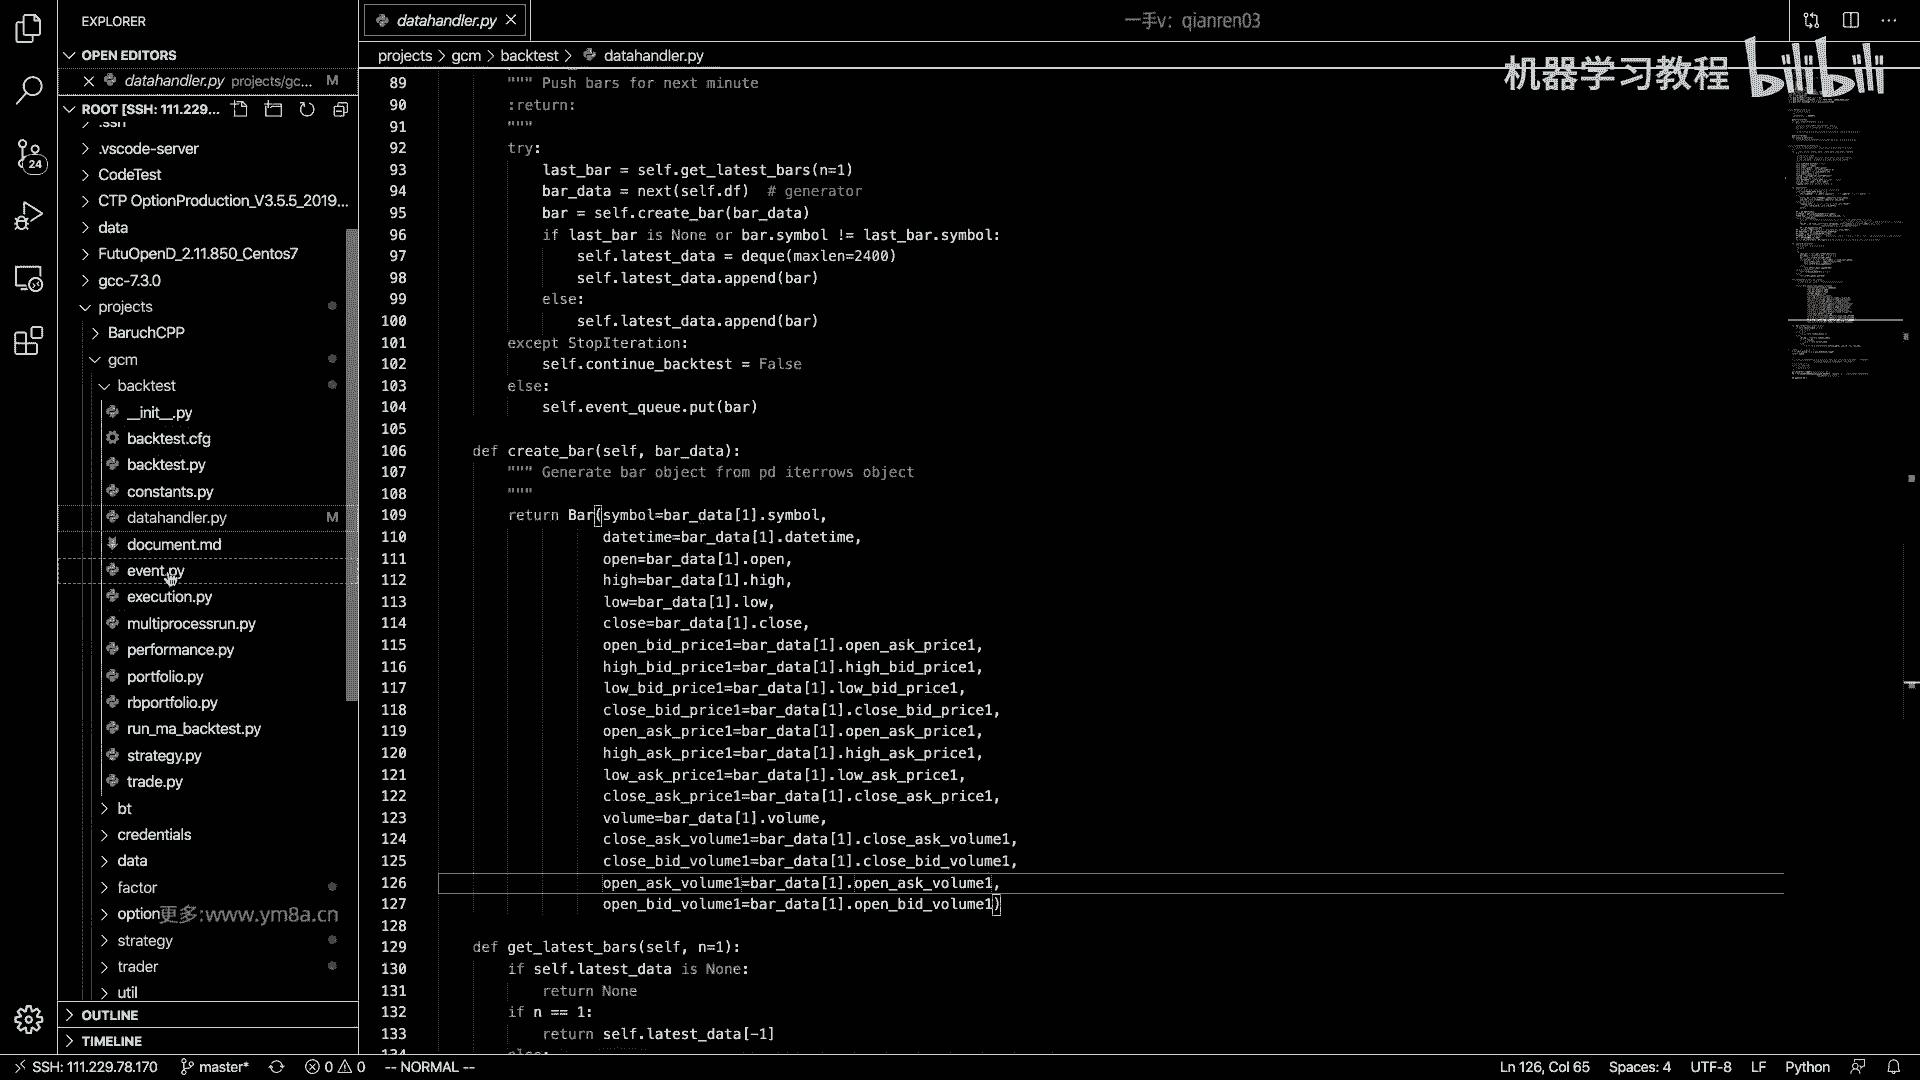 EXPLORER
OPEN EDITORS
datahandler.py projects/gc... M
ROOT [SSH: 111.229....
.ssh
.vscode-server
CodeTest
CTP OptionProduction_V3.5.5_2019...
data
FutuOpenD_2.11.850_Centos7
gcc-7.3.0
projects
BaruchCPP
gcm
backtest
__init__.py
backtest.cfg
backtest.py
constants.py
datahandler.py M
document.md
event.py
execution.py
multiprocessrun.py
performance.py
portfolio.py
rbportfolio.py
run_ma_backtest.py
strategy.py
trade.py
bt
credentials
data
factor
option
更多:www.ym8a.cn
strategy
trader
util
OUTLINE
TIMELINE
24
datahandler.py
一手v: qianren03
机器学习教程 bilibili
projects > gcm > backtest > datahandler.py
89 """ Push bars for next minute
90 :return:
91 """
92 try:
93 last_bar = self.get_latest_bars(n=1)
94 bar_data = next(self.df)  # generator
95 bar = self.create_bar(bar_data)
96 if last_bar is None or bar.symbol != last_bar.symbol:
97 self.latest_data = deque(maxlen=2400)
98 self.latest_data.append(bar)
99 else:
100 self.latest_data.append(bar)
101 except StopIteration:
102 self.continue_backtest = False
103 else:
104 self.event_queue.put(bar)
105
106 def create_bar(self, bar_data):
107 """ Generate bar object from pd iterrows object
108 """
109 return Bar(symbol=bar_data[1].symbol,
110 datetime=bar_data[1].datetime,
111 open=bar_data[1].open,
112 high=bar_data[1].high,
113 low=bar_data[1].low,
114 close=bar_data[1].close,
115 open_bid_price1=bar_data[1].open_ask_price1,
116 high_bid_price1=bar_data[1].high_bid_price1,
117 low_bid_price1=bar_data[1].low_bid_price1,
118 close_bid_price1=bar_data[1].close_bid_price1,
119 open_ask_price1=bar_data[1].open_ask_price1,
120 high_ask_price1=bar_data[1].high_ask_price1,
121 low_ask_price1=bar_data[1].low_ask_price1,
122 close_ask_price1=bar_data[1].close_ask_price1,
123 volume=bar_data[1].volume,
124 close_ask_volume1=bar_data[1].close_ask_volume1,
125 close_bid_volume1=bar_data[1].close_bid_volume1,
126 open_ask_volume1=bar_data[1].open_ask_volume1,
127 open_bid_volume1=bar_data[1].open_bid_volume1)
128
129 def get_latest_bars(self, n=1):
130 if self.latest_data is None:
131 return None
132 if n == 1:
133 return self.latest_data[-1]
134 else:
SSH: 111.229.78.170 master* 0 0 -- NORMAL -- Ln 126, Col 65 Spaces: 4 UTF-8 LF Python